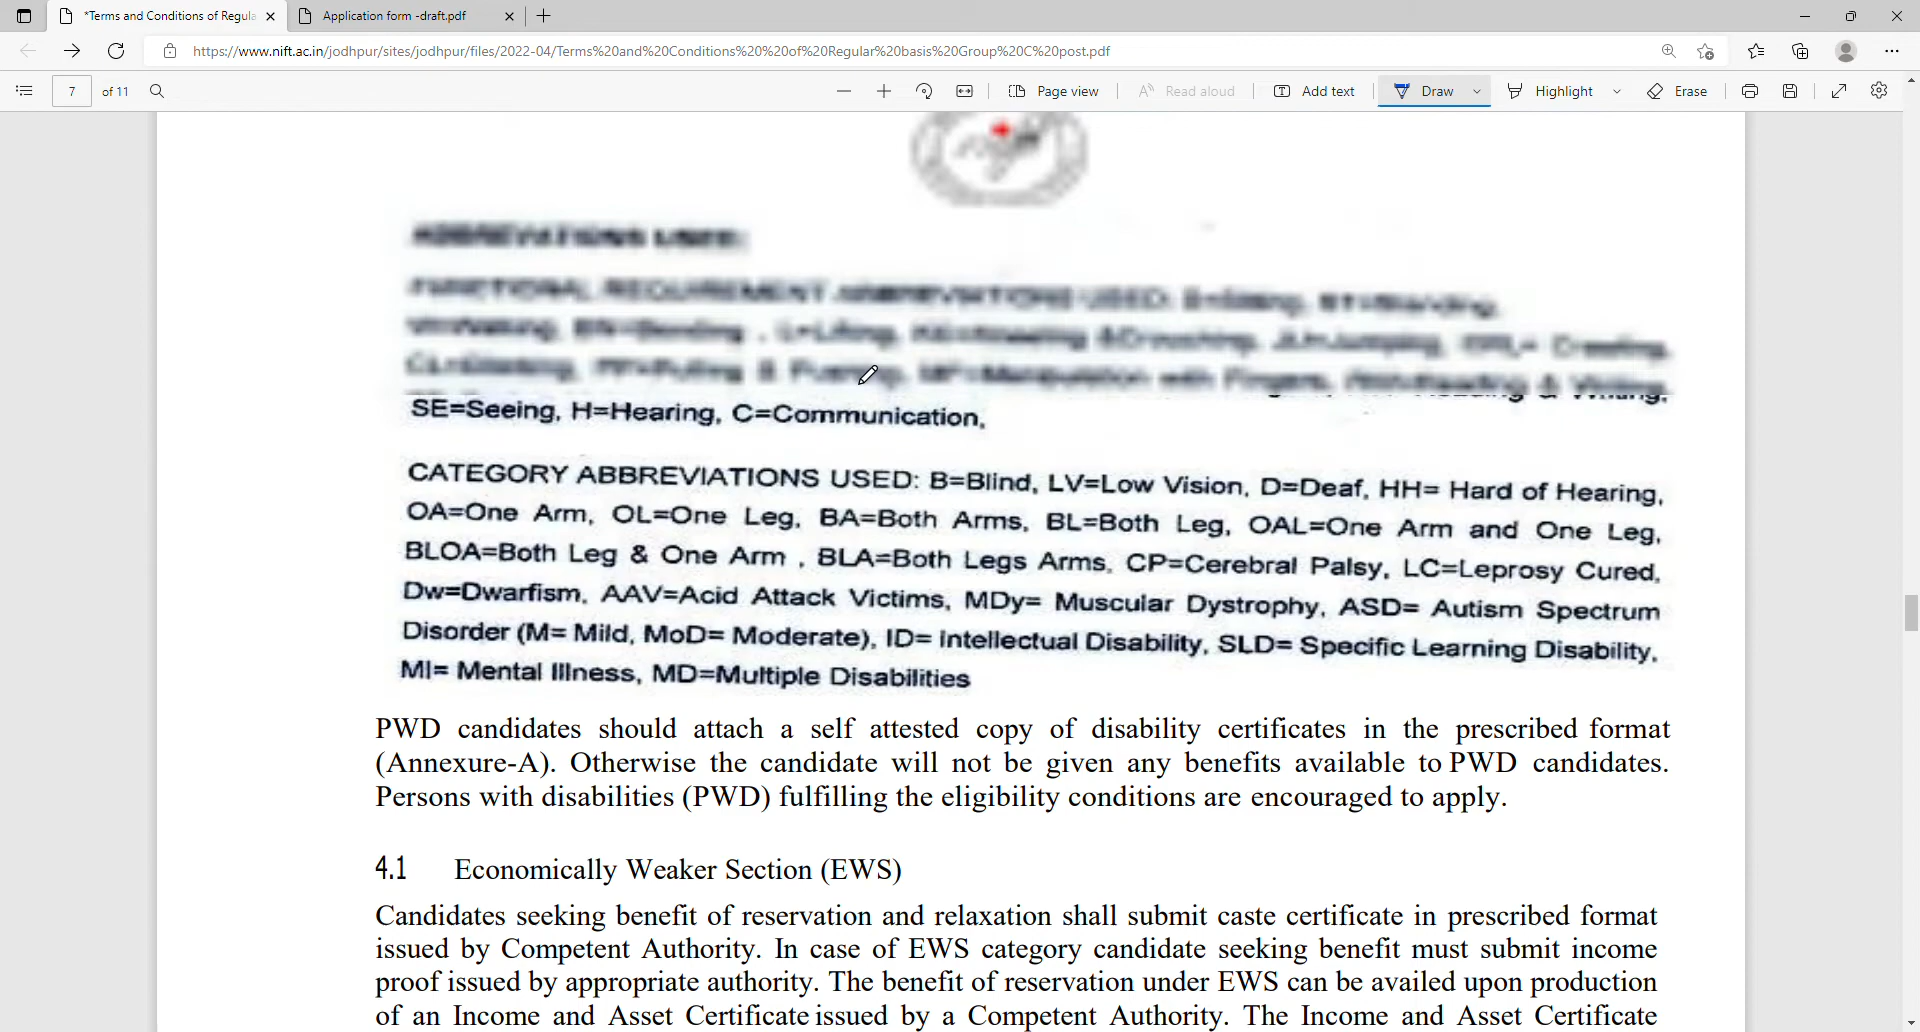 *Terms and Conditions of Regula
Application form -draft.pdf
https://www.nift.ac.in/jodhpur/sites/jodhpur/files/2022-04/Terms%20and%20Conditions%20%20of%20Regular%20basis%20Group%20C%20post.pdf
7 of 11 Page view Read aloud Add text Draw Highlight Erase
ABBREVIATIONS USED:
FUNCTIONAL REQUIREMENT ABBREVIATIONS USED:
& Writing,
SE=Seeing, H=Hearing, C=Communication,
CATEGORY ABBREVIATIONS USED: B=Blind, LV=Low Vision, D=Deaf, HH= Hard of Hearing,
OA=One Arm, OL=One Leg, BA=Both Arms, BL=Both Leg, OAL=One Arm and One Leg,
BLOA=Both Leg & One Arm , BLA=Both Legs Arms, CP=Cerebral Palsy, LC=Leprosy Cured,
Dw=Dwarfism, AAV=Acid Attack Victims, MDy= Muscular Dystrophy, ASD= Autism Spectrum
Disorder (M= Mild, MoD= Moderate), ID= Intellectual Disability, SLD= Specific Learning Disability,
MI= Mental Illness, MD=Multiple Disabilities
PWD candidates should attach a self attested copy of disability certificates in the prescribed format
(Annexure-A). Otherwise the candidate will not be given any benefits available to PWD candidates.
Persons with disabilities (PWD) fulfilling the eligibility conditions are encouraged to apply.
4.1 Economically Weaker Section (EWS)
Candidates seeking benefit of reservation and relaxation shall submit caste certificate in prescribed format
issued by Competent Authority. In case of EWS category candidate seeking benefit must submit income
proof issued by appropriate authority. The benefit of reservation under EWS can be availed upon production
of an Income and Asset Certificate issued by a Competent Authority. The Income and Asset Certificate